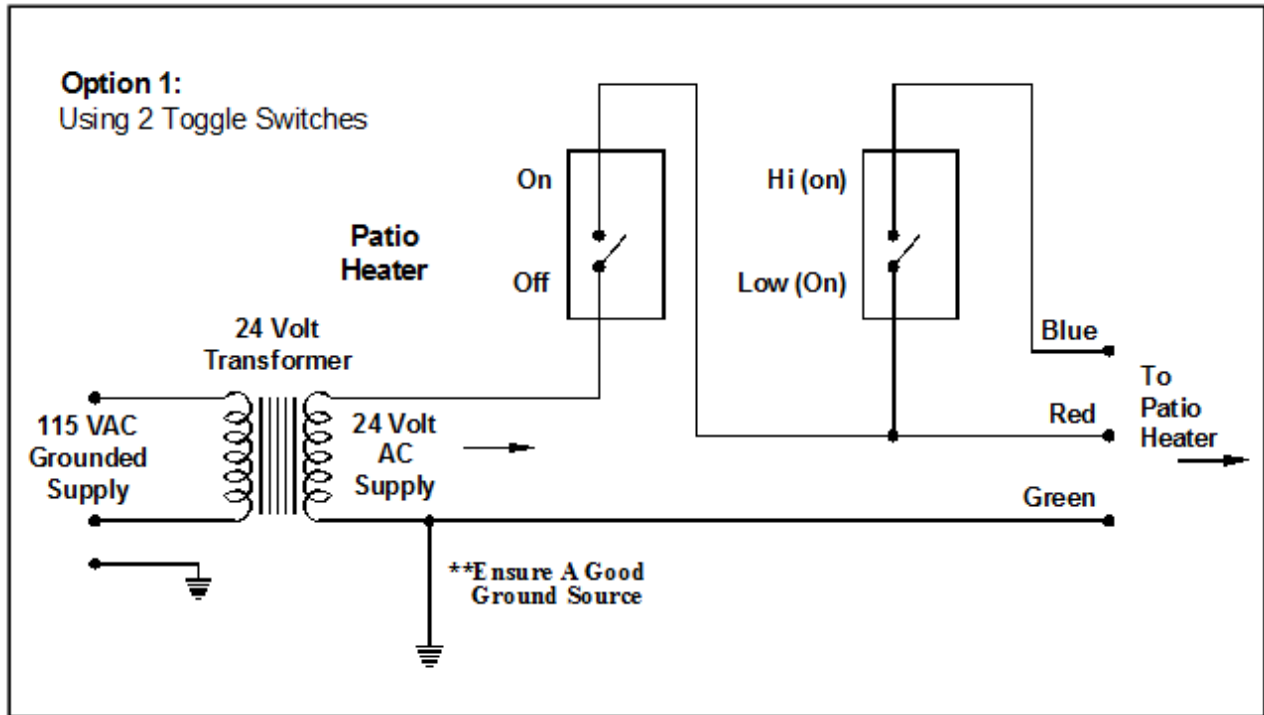 Option 1:
Using 2 Toggle Switches
On
Hi (on)
Patio
Heater
Off
Low (On)
24 Volt
Transformer
Blue
115 VAC
Grounded
Supply
24 Volt
AC
Supply
Red
To
Patio
Heater
Green
**Ensure A Good
Ground Source